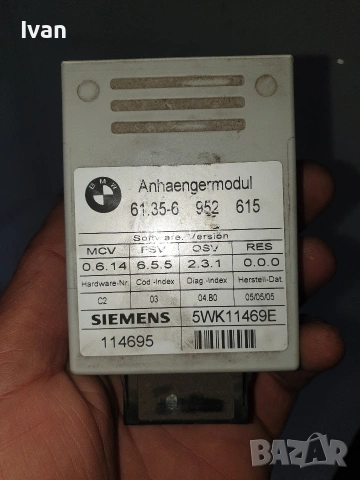 Ivan
BMW
Anhaengermodul
61.35-6 952 615
Software Version
MCV FSV OSV RES
0.6.14 6.5.5 2.3.1 0.0.0
Hardware-Nr. Cod.-Index Diag.-Index Herstell-Dat.
C2 03 04.B0 05/05/05
SIEMENS 5WK11469E
114695
BAZAR